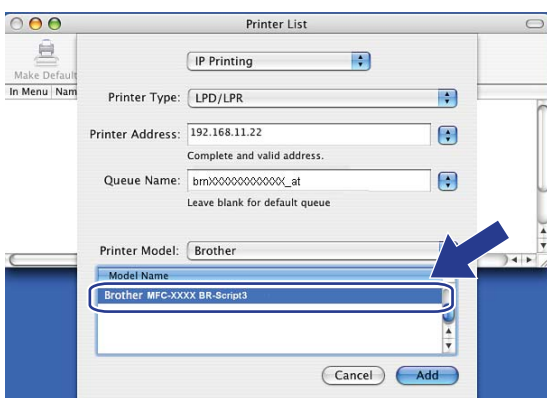 Printer List
Make Default
In Menu Nam
IP Printing
Printer Type: LPD/LPR
Printer Address: 192.168.11.22
Complete and valid address.
Queue Name: brnXXXXXXXXXXXX_at
Leave blank for default queue
Printer Model: Brother
Model Name
Brother MFC-XXXX BR-Script3
Cancel Add